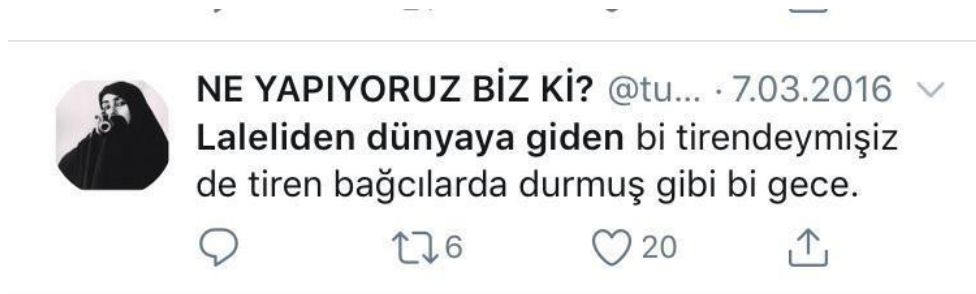 NE YAPIYORUZ BİZ Kİ? @tu... · 7.03.2016
Laleliden dünyaya giden bi tirendeymişiz
de tiren bağcılarda durmuş gibi bi gece.
6 20